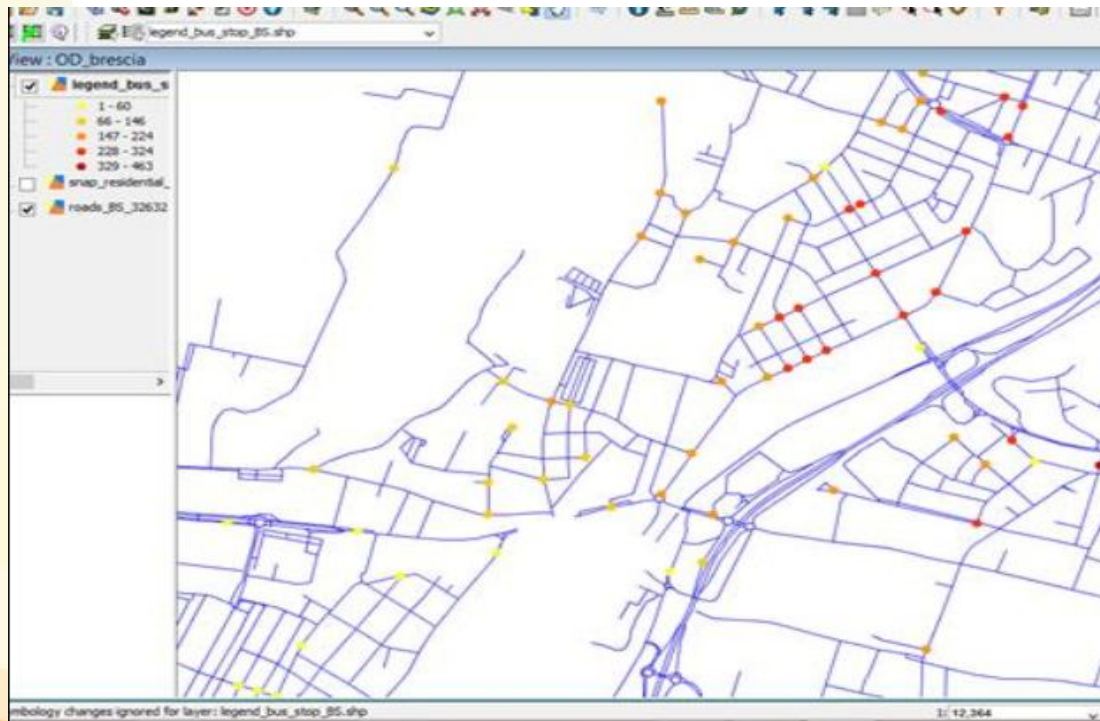 legend_bus_stop_BS.shp
View : OD_brescia
legend_bus_s
1 - 60
66 - 146
147 - 224
228 - 324
329 - 463
snap_residential_
roads_BS_32632
>
mbology changes ignored for layer: legend_bus_stop_BS.shp
1: 12,364